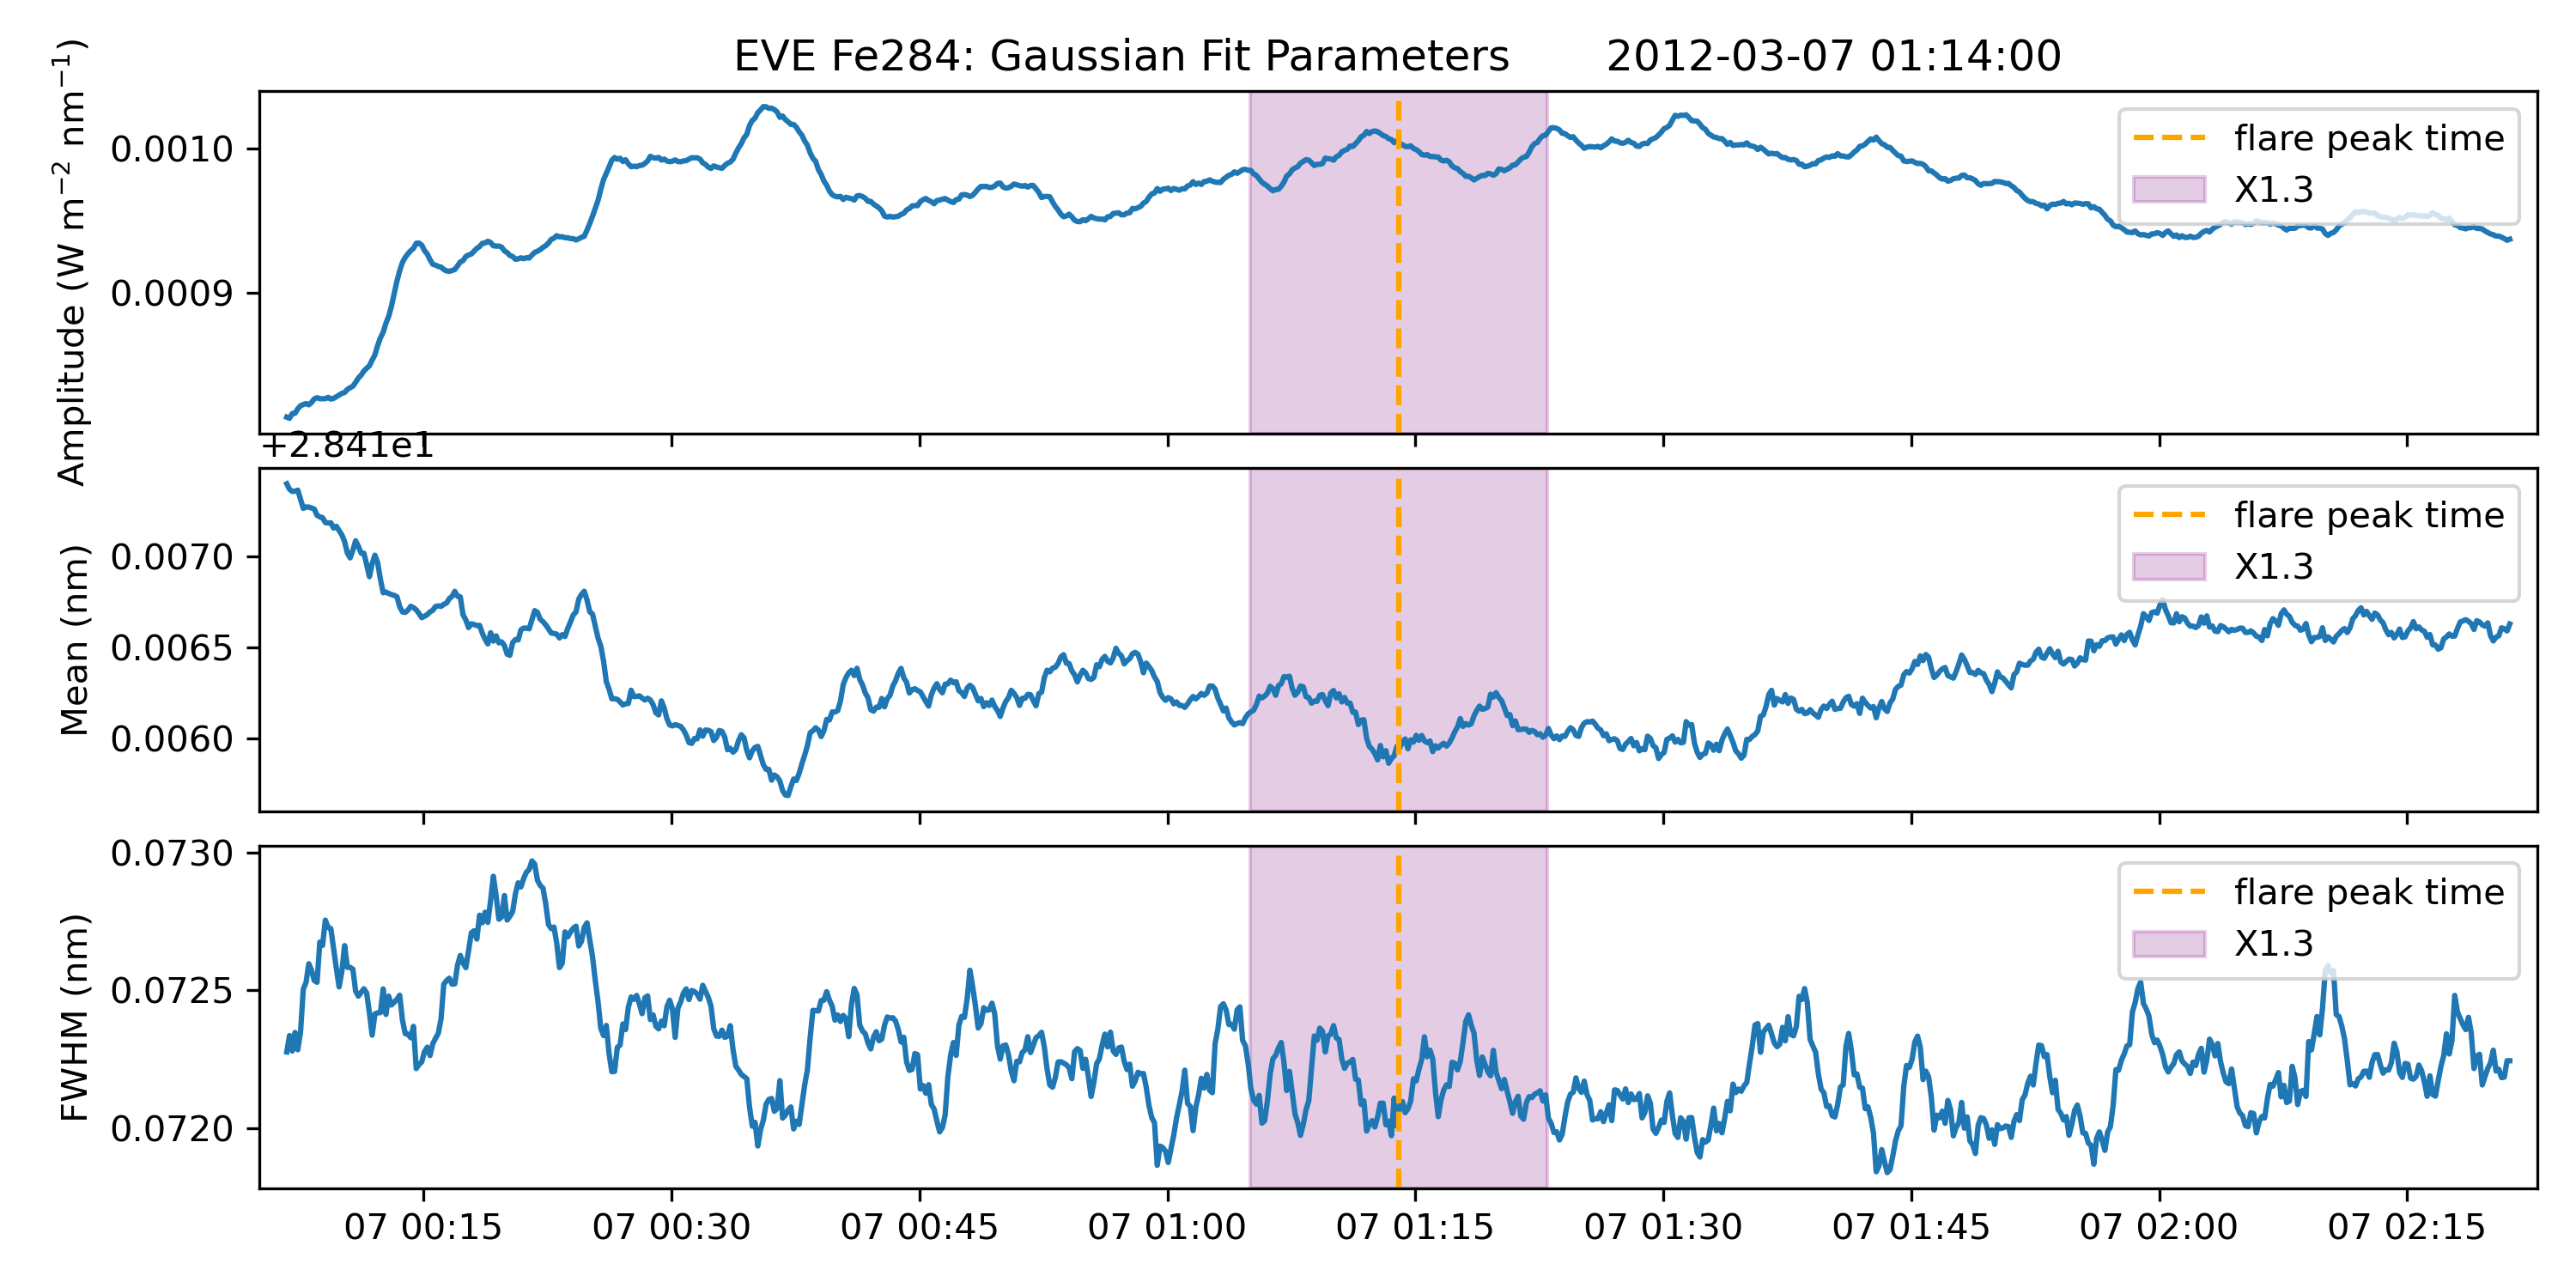 EVE Fe284: Gaussian Fit Parameters 2012-03-07 01:14:00
Amplitude (W m⁻² nm⁻¹)
0.0010
0.0009
flare peak time
X1.3
+2.841e1
Mean (nm)
0.0070
0.0065
0.0060
flare peak time
X1.3
FWHM (nm)
0.0730
0.0725
0.0720
flare peak time
X1.3
07 00:15 07 00:30 07 00:45 07 01:00 07 01:15 07 01:30 07 01:45 07 02:00 07 02:15